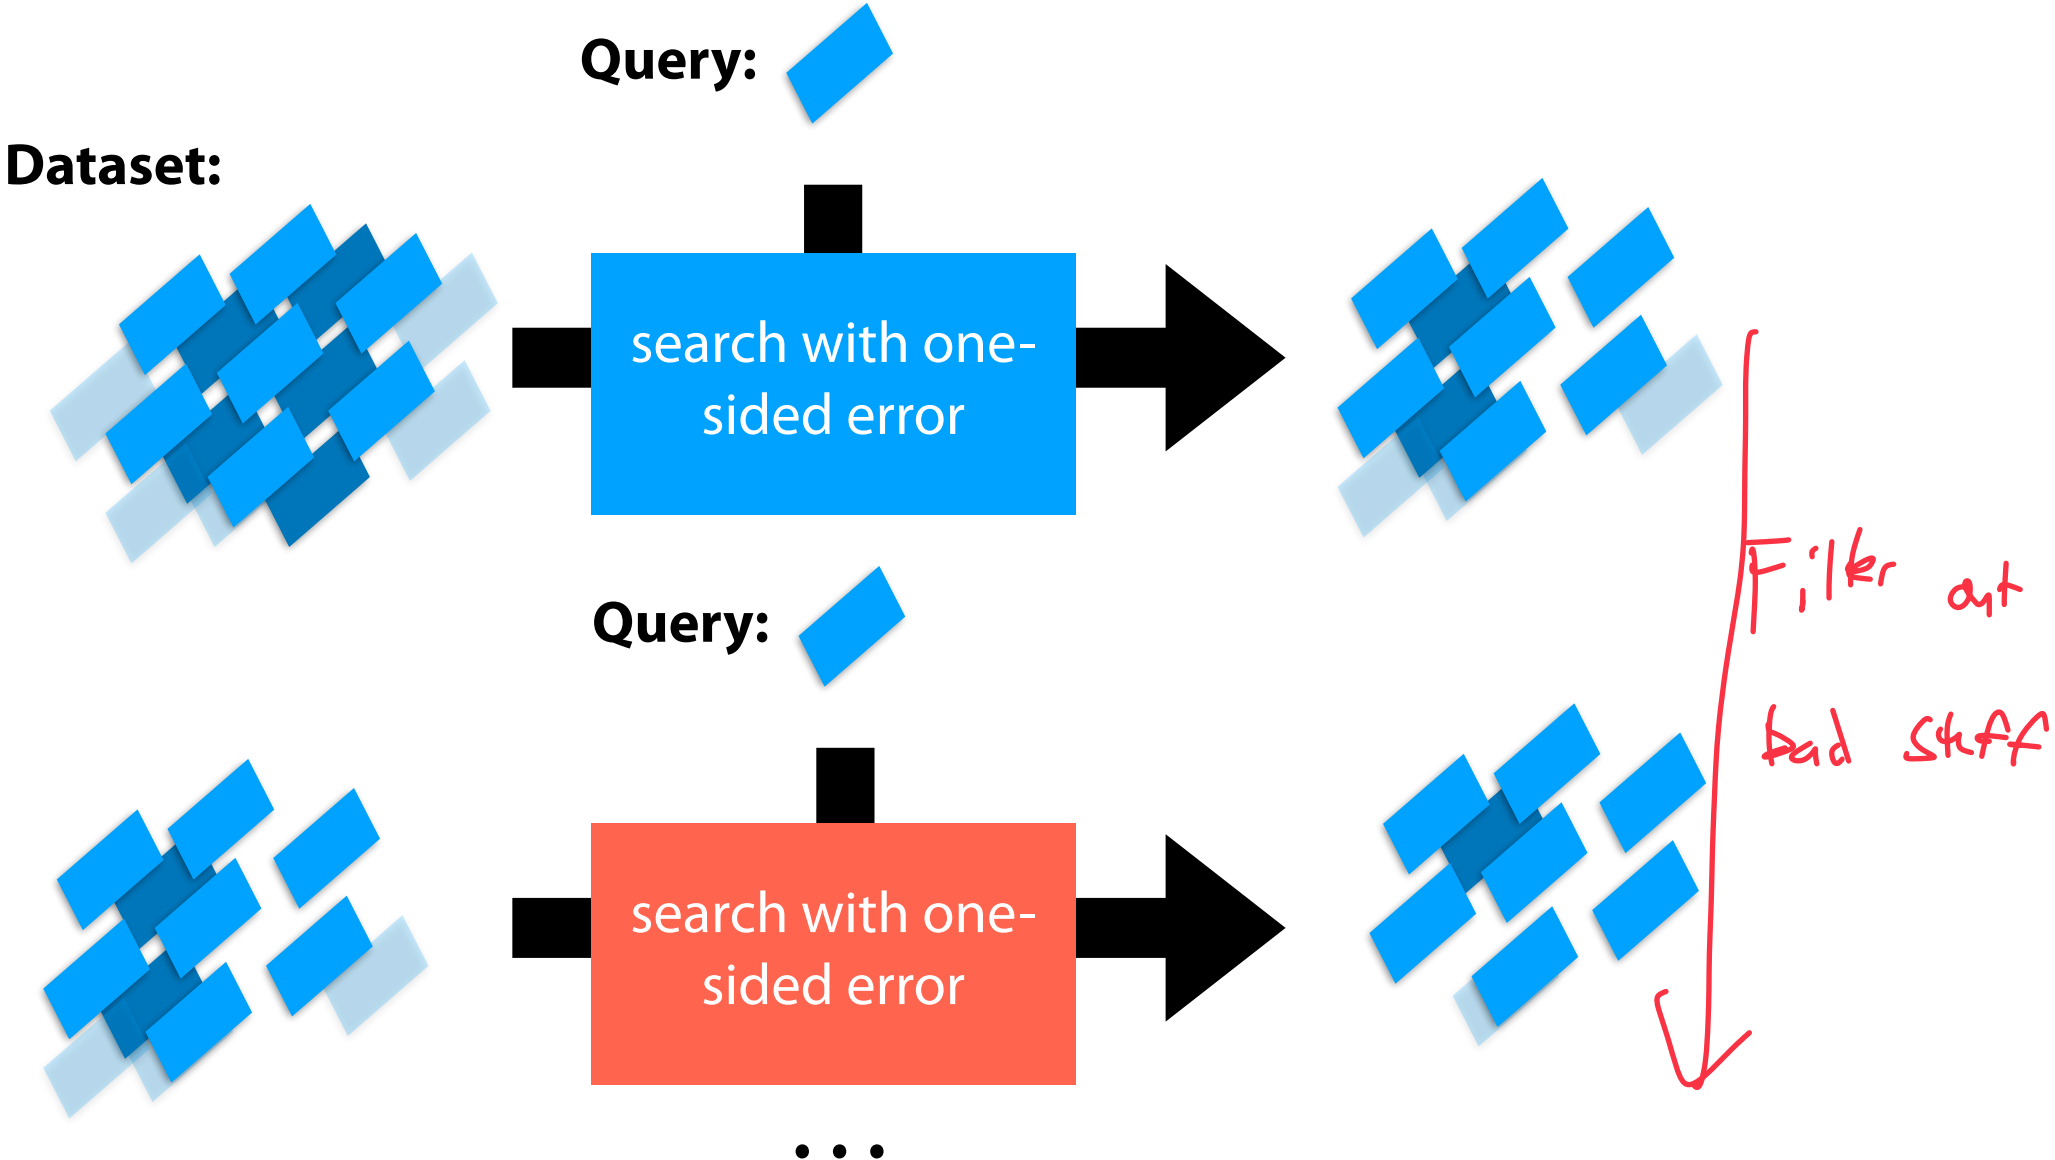 Query:
Dataset:
search with one-
sided error
Filter out
bad stuff
Query:
search with one-
sided error
...